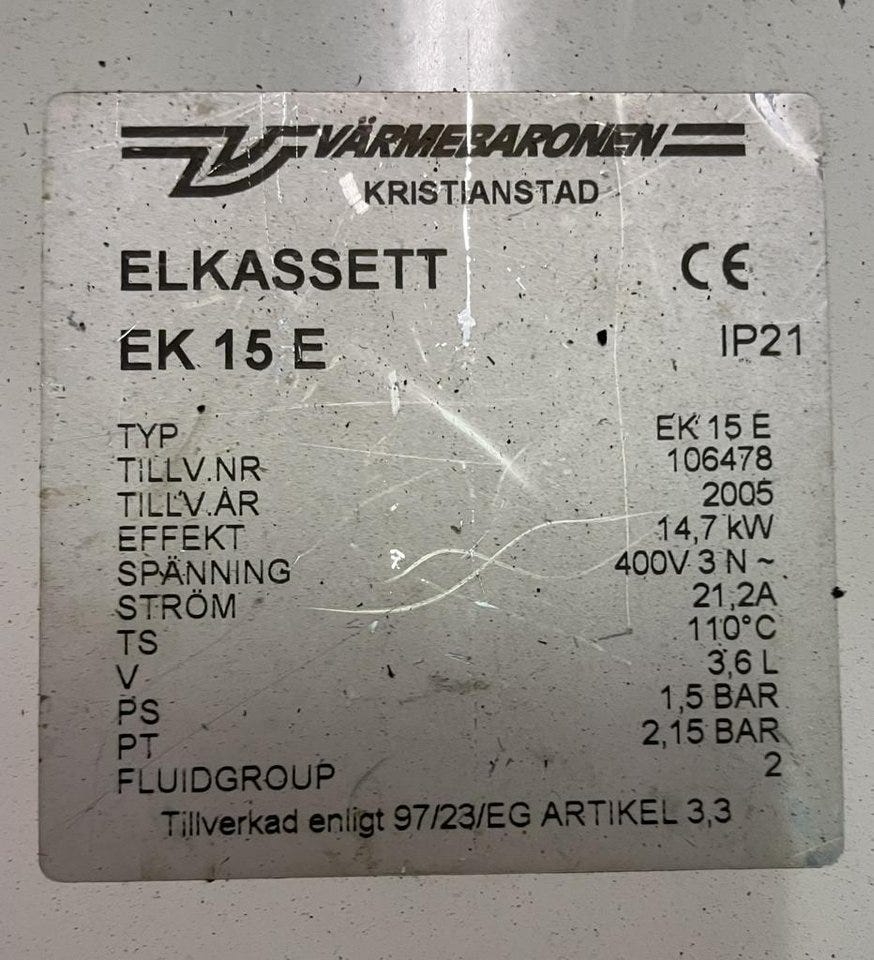 VÄRMEBARONEN
KRISTIANSTAD
ELKASSETT CE
EK 15 E IP21
TYP EK 15 E
TILLV.NR 106478
TILLV.ÅR 2005
EFFEKT 14,7 kW
SPÄNNING 400V 3 N ~
STRÖM 21,2A
TS 110°C
V 3,6 L
PS 1,5 BAR
PT 2,15 BAR
FLUIDGROUP 2
Tillverkad enligt 97/23/EG ARTIKEL 3,3